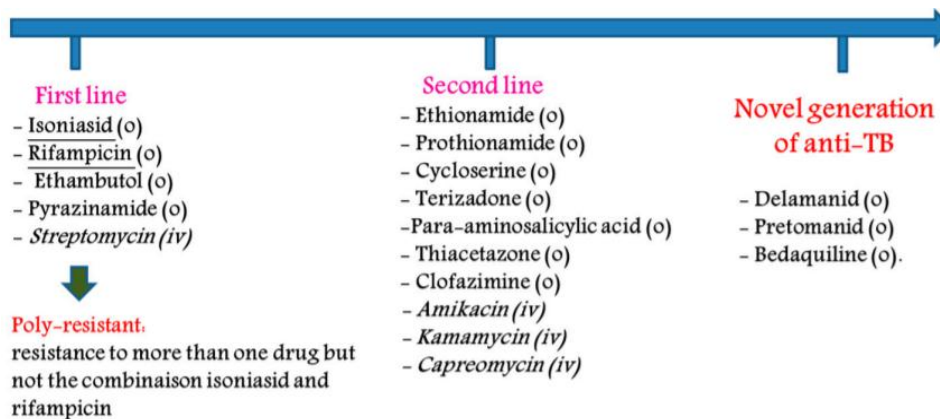 First line
- Isoniasid (o)
- Rifampicin (o)
- Ethambutol (o)
- Pyrazinamide (o)
- Streptomycin (iv)
Poly-resistant:
resistance to more than one drug but
not the combinaison isoniasid and
rifampicin
Second line
- Ethionamide (o)
- Prothionamide (o)
- Cycloserine (o)
- Terizadone (o)
-Para-aminosalicylic acid (o)
- Thiacetazone (o)
- Clofazimine (o)
- Amikacin (iv)
- Kamamycin (iv)
- Capreomycin (iv)
Novel generation
of anti-TB
- Delamanid (o)
- Pretomanid (o)
- Bedaquiline (o).